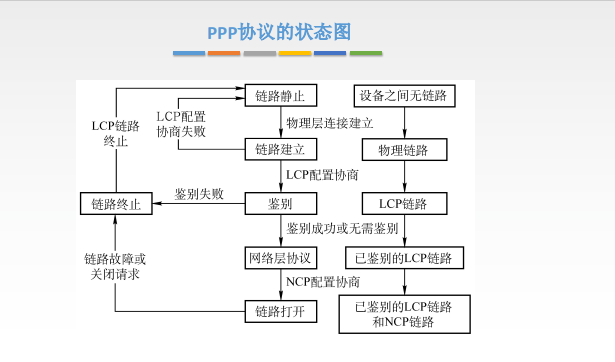 PPP协议的状态图
链路静止
设备之间无链路
LCP配置
协商失败
LCP链路
终止
物理层连接建立
链路建立
物理链路
LCP配置协商
鉴别失败
链路终止
鉴别
LCP链路
鉴别成功或无需鉴别
链路故障或
关闭请求
网络层协议
已鉴别的LCP链路
NCP配置协商
链路打开
已鉴别的LCP链路
和NCP链路